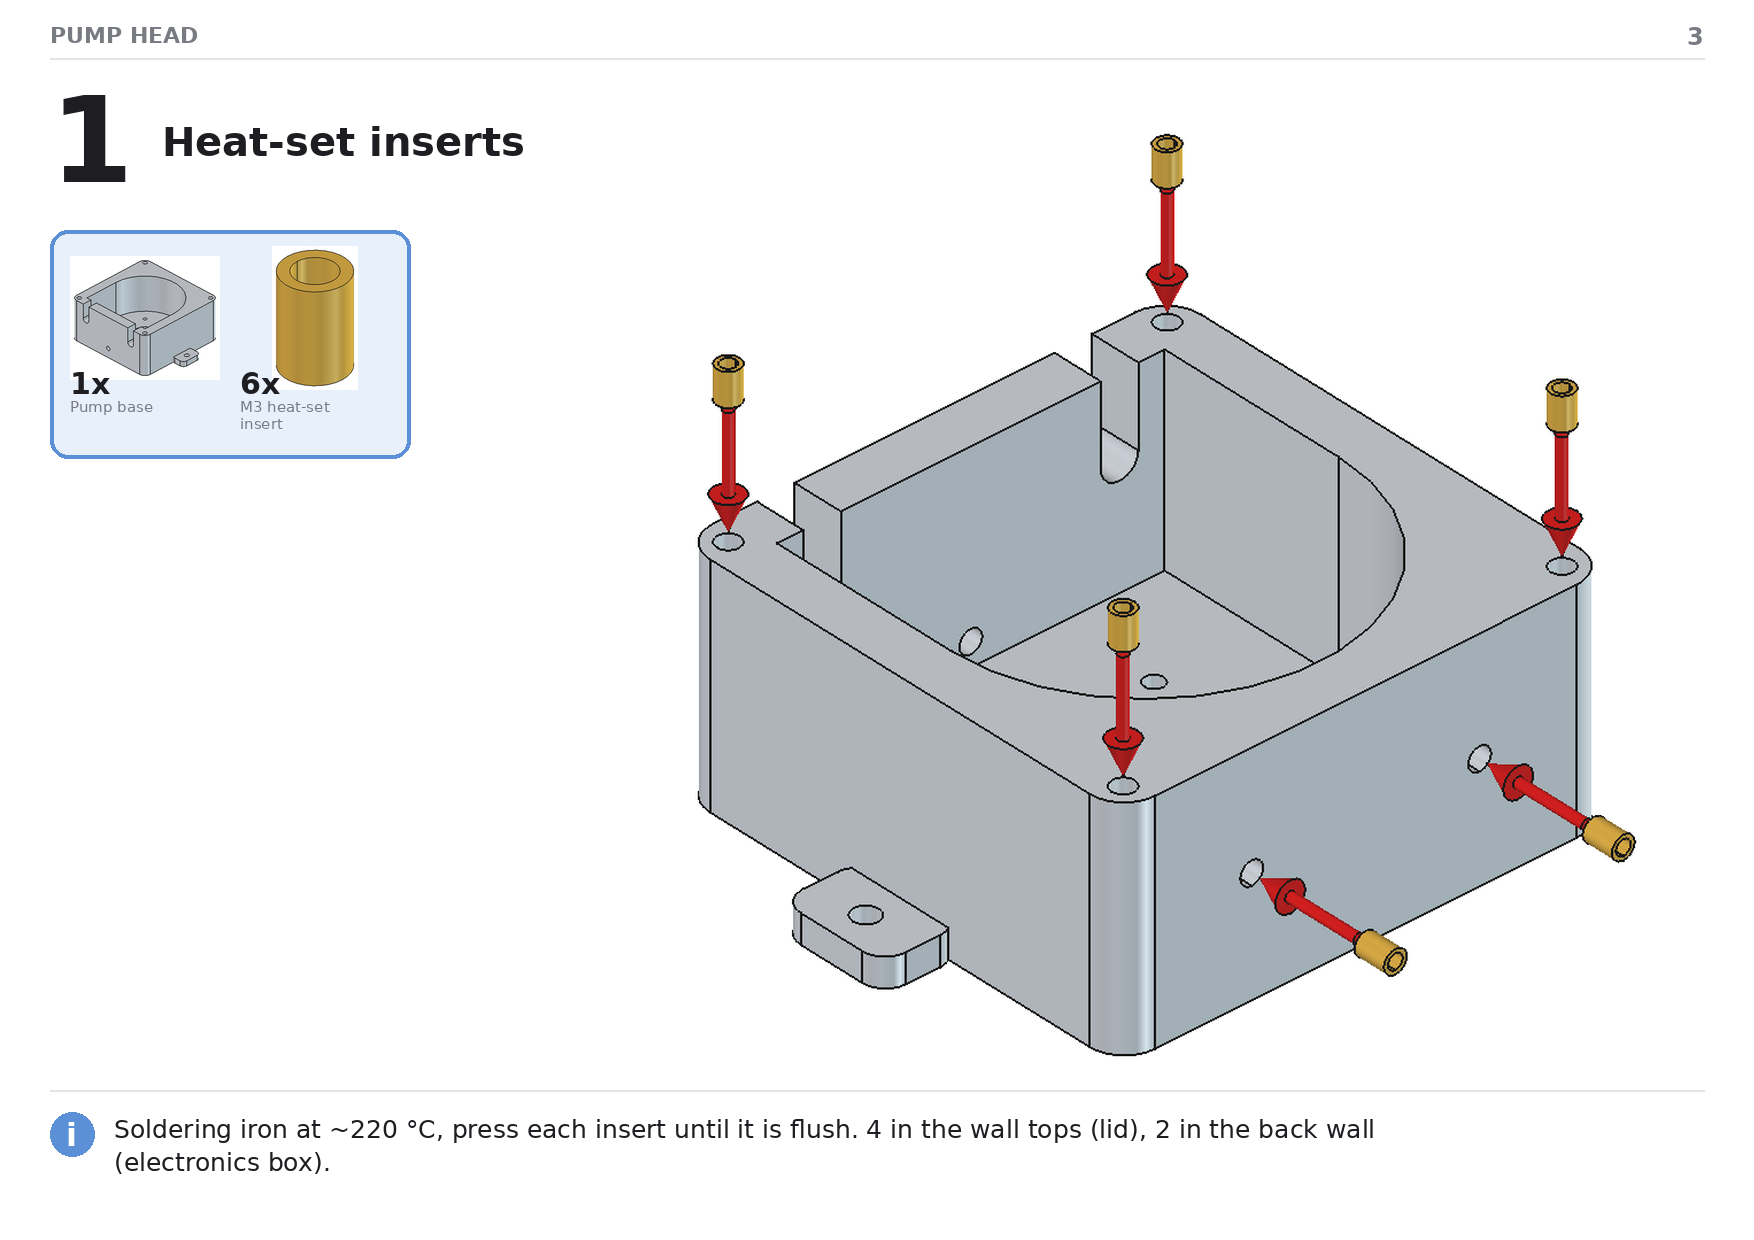 PUMP HEAD
3
1
Heat-set inserts
1x
Pump base
6x
M3 heat-set
insert
i
Soldering iron at ~220 °C, press each insert until it is flush. 4 in the wall tops (lid), 2 in the back wall
(electronics box).